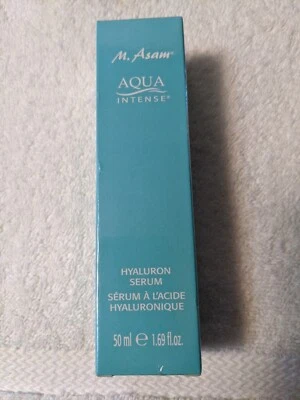 M. Asam®
AQUA
INTENSE®
HYALURON
SERUM
SÉRUM À L'ACIDE
HYALURONIQUE
50 ml ℮ 1.69 fl.oz.